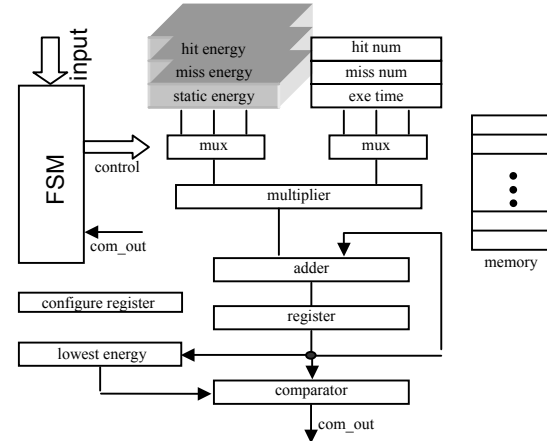 input
hit energy
miss energy
static energy
hit num
miss num
exe time
mux
mux
FSM
control
multiplier
com_out
memory
adder
configure register
register
lowest energy
comparator
com_out